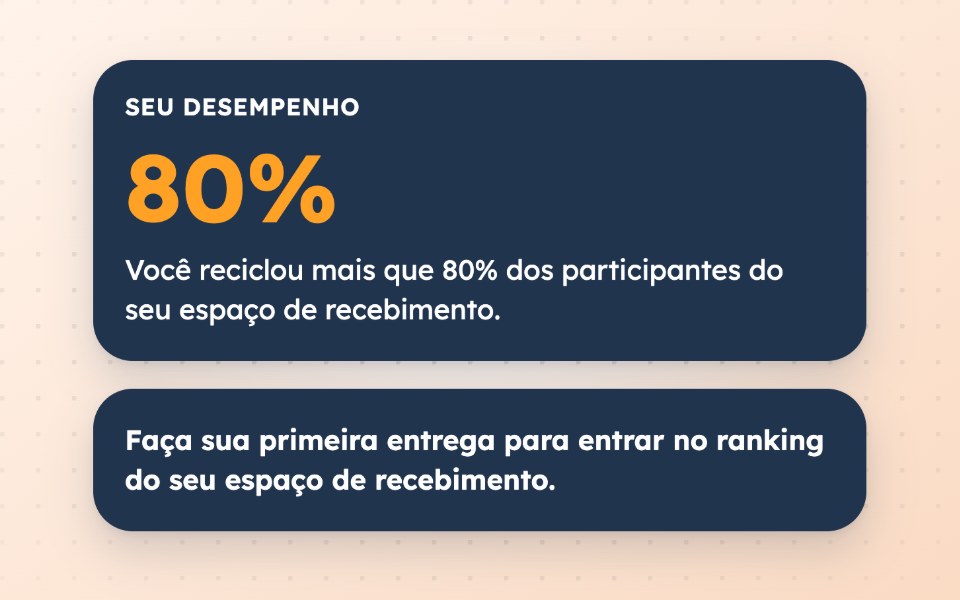 SEU DESEMPENHO
80%
Você reciclou mais que 80% dos participantes do
seu espaço de recebimento.
Faça sua primeira entrega para entrar no ranking
do seu espaço de recebimento.